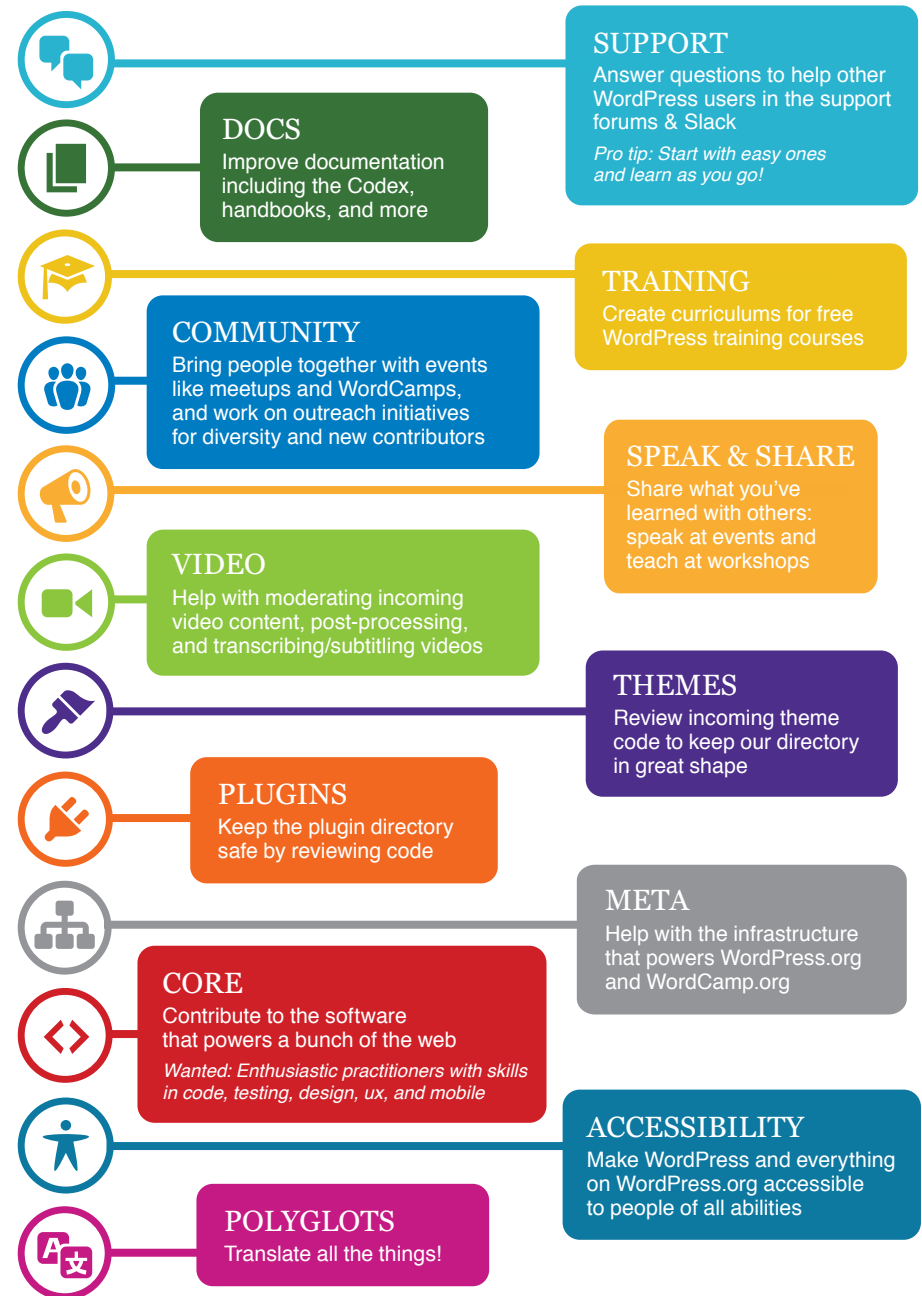 SUPPORT
Answer questions to help other
WordPress users in the support
forums & Slack
Pro tip: Start with easy ones
and learn as you go!
DOCS
Improve documentation
including the Codex,
handbooks, and more
TRAINING
Create curriculums for free
WordPress training courses
COMMUNITY
Bring people together with events
like meetups and WordCamps,
and work on outreach initiatives
for diversity and new contributors
SPEAK & SHARE
Share what you’ve
learned with others:
speak at events and
teach at workshops
VIDEO
Help with moderating incoming
video content, post-processing,
and transcribing/subtitling videos
THEMES
Review incoming theme
code to keep our directory
in great shape
PLUGINS
Keep the plugin directory
safe by reviewing code
META
Help with the infrastructure
that powers WordPress.org
and WordCamp.org
CORE
Contribute to the software
that powers a bunch of the web
Wanted: Enthusiastic practitioners with skills
in code, testing, design, ux, and mobile
ACCESSIBILITY
Make WordPress and everything
on WordPress.org accessible
to people of all abilities
A文
POLYGLOTS
Translate all the things!